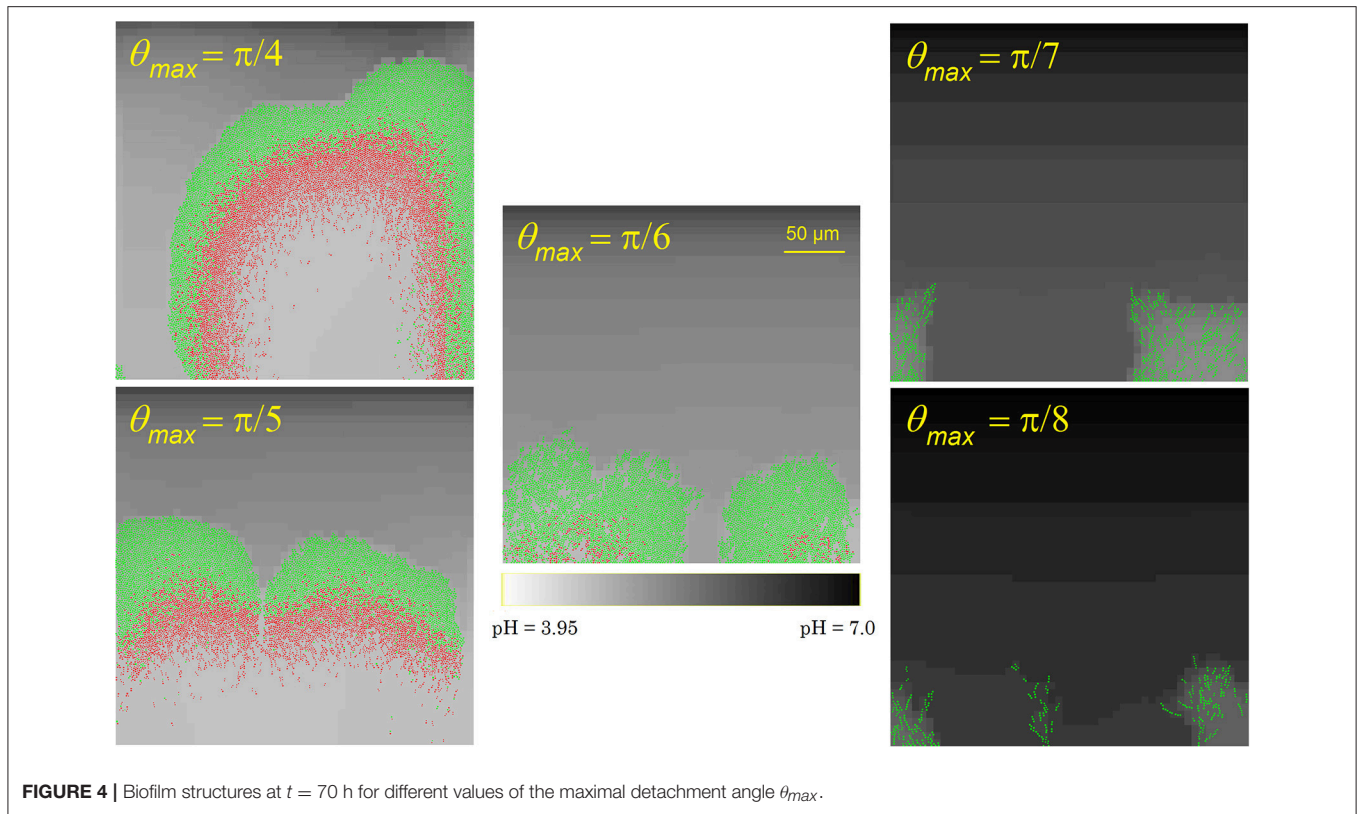 θmax = π/4
θmax = π/5
θmax = π/6
50 µm
pH = 3.95
pH = 7.0
θmax = π/7
θmax = π/8
FIGURE 4 | Biofilm structures at t = 70 h for different values of the maximal detachment angle θmax.